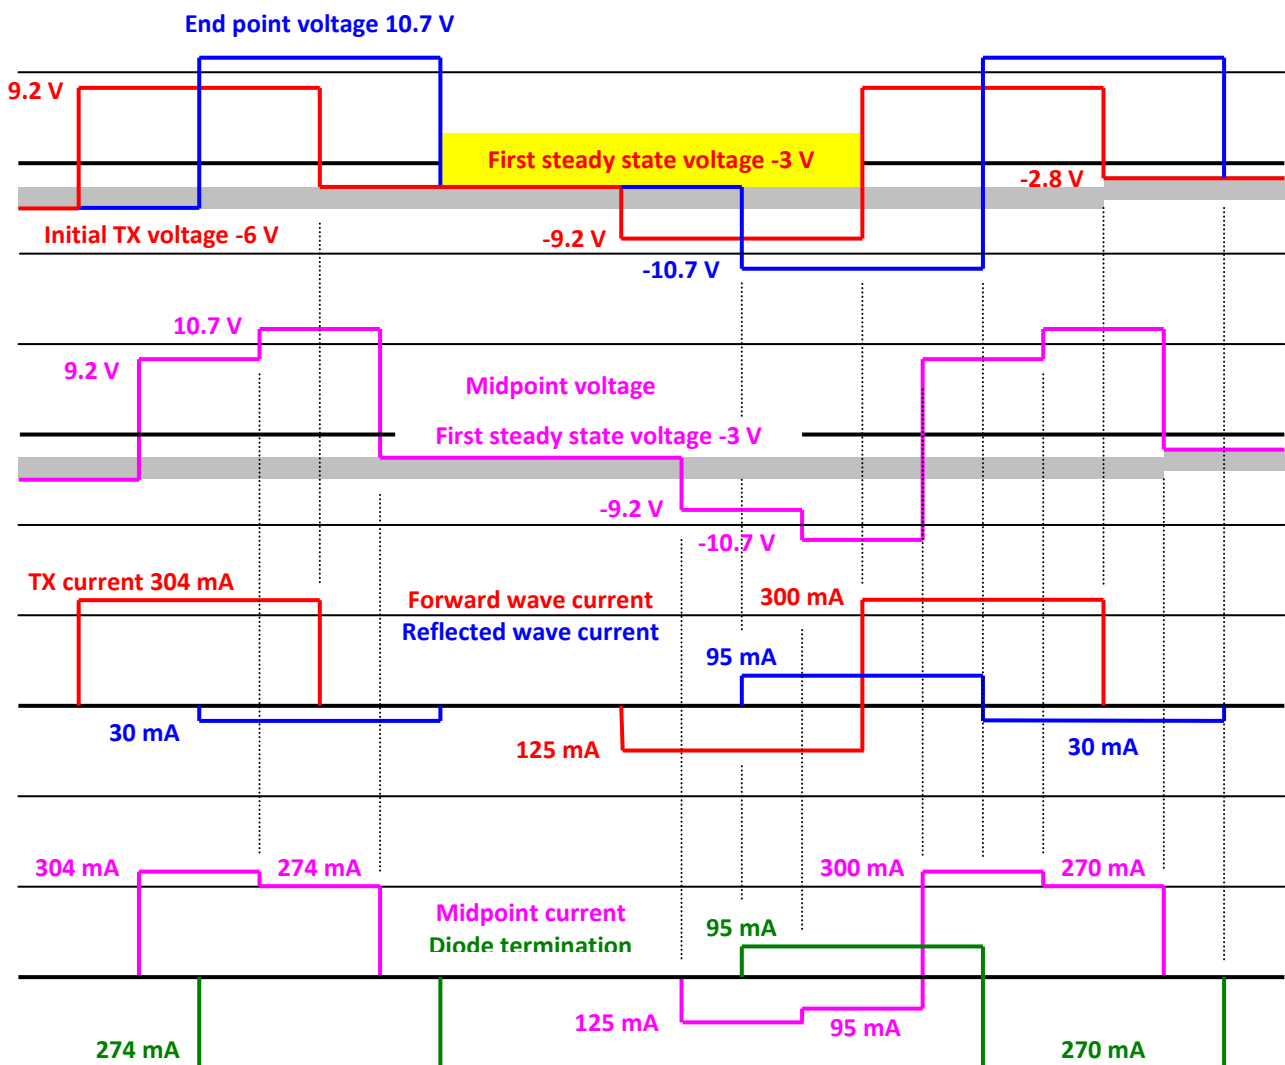 End point voltage 10.7 V
9.2 V
First steady state voltage -3 V
-2.8 V
Initial TX voltage -6 V
-9.2 V
-10.7 V
10.7 V
9.2 V
Midpoint voltage
First steady state voltage -3 V
-9.2 V
-10.7 V
TX current 304 mA
Forward wave current
300 mA
Reflected wave current
95 mA
30 mA
125 mA
30 mA
304 mA
274 mA
300 mA
270 mA
Midpoint current
95 mA
Diode termination
125 mA
95 mA
274 mA
270 mA